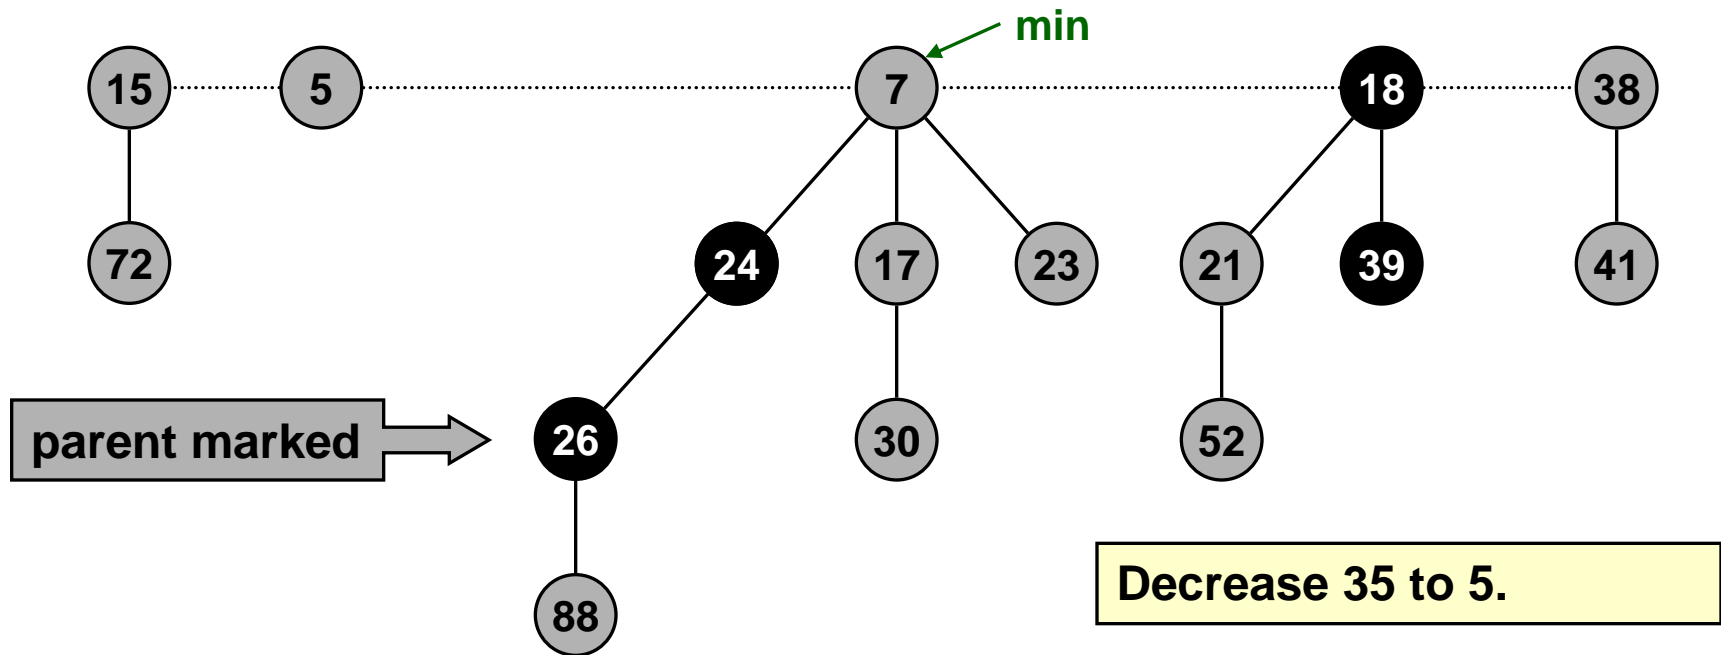 min
15 5 7 18 38
72 24 17 23 21 39 41
parent marked 26 30 52
88
Decrease 35 to 5.